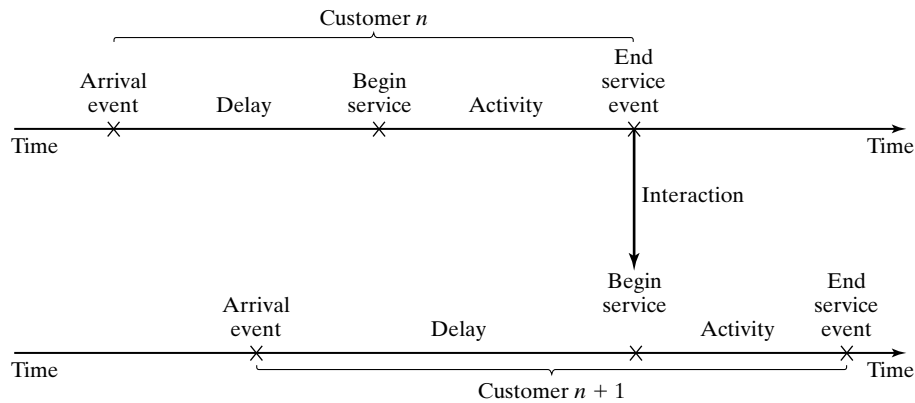 Customer n
Arrival
event
Delay
Begin
service
Activity
End
service
event
Time
Time
Interaction
Arrival
event
Delay
Begin
service
Activity
End
service
event
Time
Time
Customer n + 1